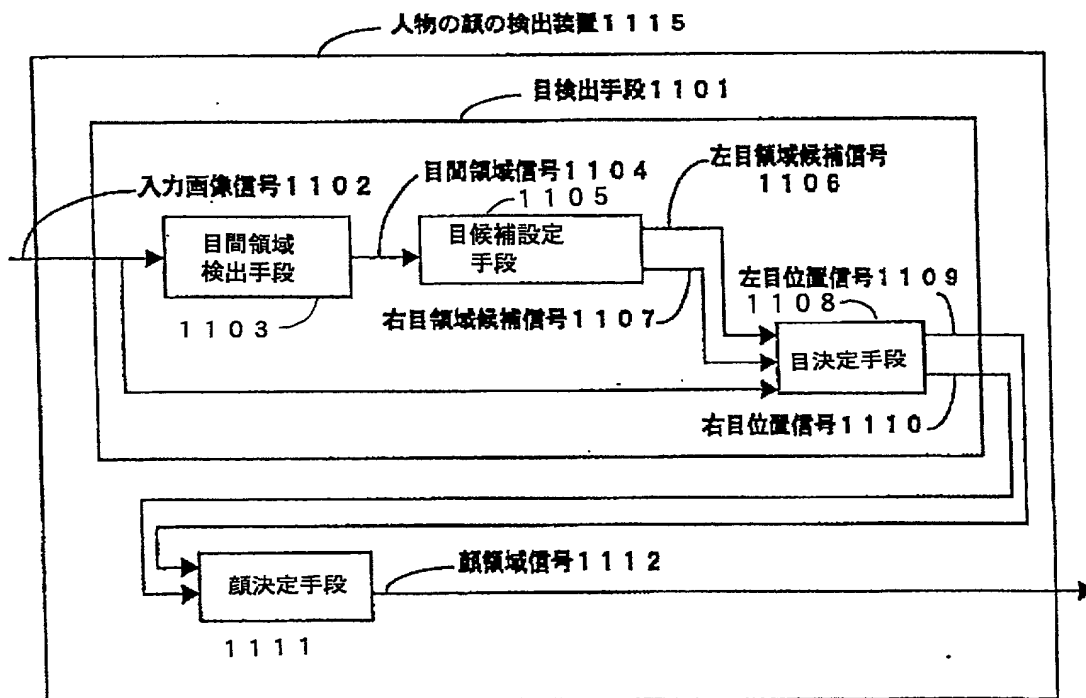 人物の顔の検出装置1115
目検出手段1101
入力画像信号1102
目間領域信号1104
左目領域候補信号
1106
1105
目間領域
検出手段
目候補設定
手段
1103
右目領域候補信号1107
左目位置信号1109
1108
目決定手段
右目位置信号1110
顔決定手段
顔領域信号1112
1111